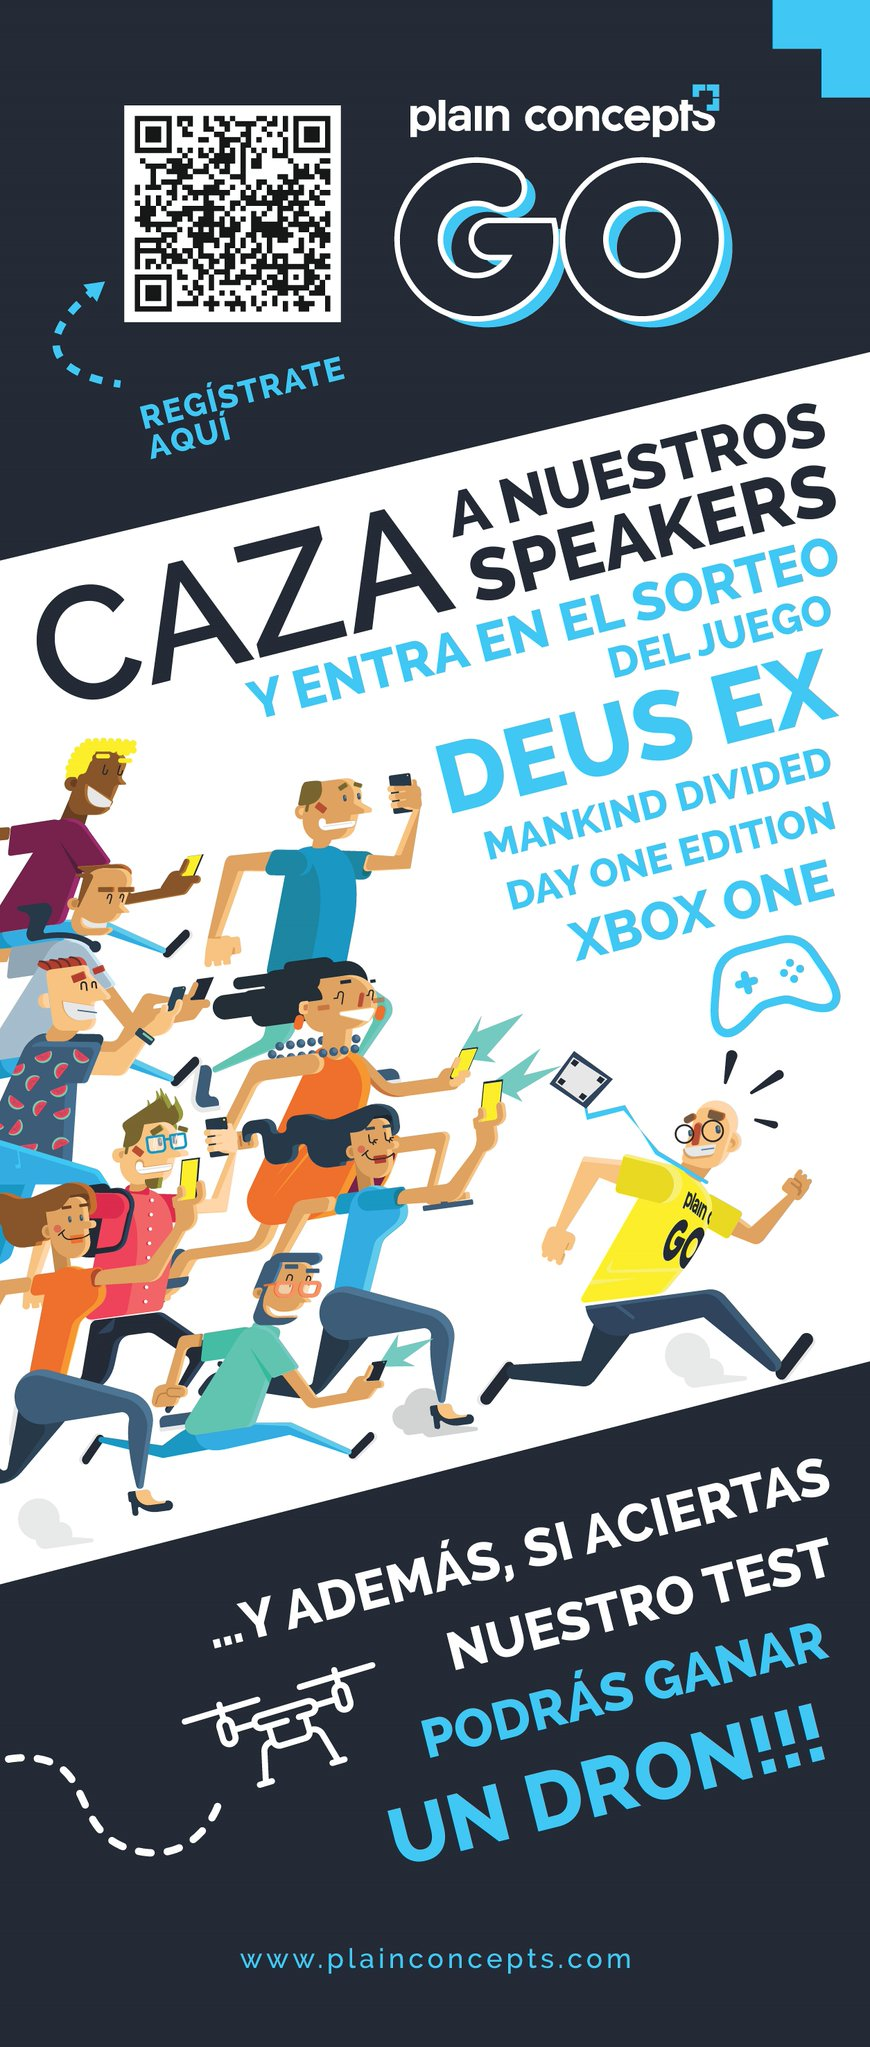 plain concepts
GO
REGÍSTRATE
AQUÍ
CAZA A NUESTROS
SPEAKERS
Y ENTRA EN EL SORTEO
DEL JUEGO
DEUS EX
MANKIND DIVIDED
DAY ONE EDITION
XBOX ONE
plain c
GO
...Y ADEMÁS, SI ACIERTAS
NUESTRO TEST
PODRÁS GANAR
UN DRON!!!
www.plainconcepts.com